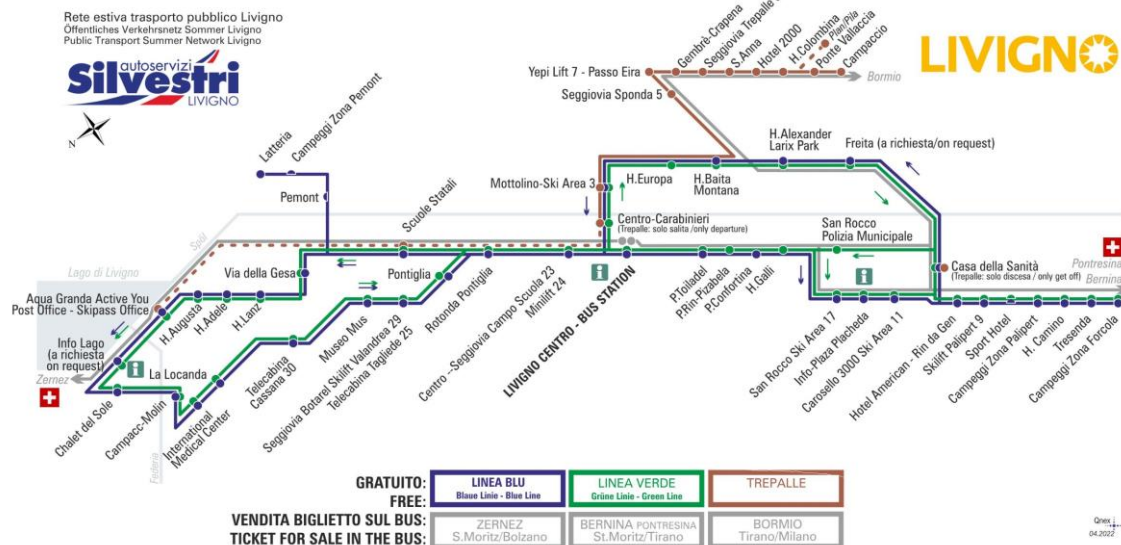 Rete estiva trasporto pubblico Livigno
Öffentliches Verkehrsnetz Sommer Livigno
Public Transport Summer Network Livigno
autoservizi
Silvestri
LIVIGNO
LIVIGNO
N
Yepi Lift 7 - Passo Eira
Gembrè-Crapena
Seggiovia Trepalle
S.Anna
Hotel 2000
H.Colombina
Plan/Pila
Ponte Vallaccia
Campaccio
Bormio
Seggiovia Sponda 5
Latteria
Campeggi Zona Pemont
Pemont
Scuole Statali
Mottolino-Ski Area 3
H.Europa
H.Baita
Montana
H.Alexander
Larix Park
Freita (a richiesta/on request)
Centro-Carabinieri
(Trepalle: solo salita /only departure)
San Rocco
Polizia Municipale
Casa della Sanità
(Trepalle: solo discesa / only get off)
Pontresina
Bernina
Spöl
Lago di Livigno
Via della Gesa
Pontiglia
Aqua Granda Active You
Post Office - Skipass Office
H.Augusta
H.Adele
H.Lanz
Info Lago
(a richiesta
on request)
Zernez
La Locanda
Chalet del Sole
Campacc-Moin
Federia
International
Medical Center
Telecabina
Cassana 30
Museo Mus
Seggiovia Botarel Skilift Valandrea 29
Telecabina Tagliede 25
Rotonda Pontiglia
Centro --Seggiovia Campo Scuola 23
Minilift 24
LIVIGNO CENTRO - BUS STATION
P.Tolladel
P.Rin-Pizabela
P.Confortina
H.Galli
San Rocco Ski Area 17
Info-Plaza Placheda
Carosello 3000 Ski Area 11
Hotel American - Rin da Gen
Skilift Palipert 9
Sport Hotel
Campeggi Zona Palipert
H. Camino
Tresenda
Campeggi Zona Forcola
GRATUITO:
FREE:
LINEA BLU
Blaue Linie - Blue Line
LINEA VERDE
Grüne Linie - Green Line
TREPALLE
VENDITA BIGLIETTO SUL BUS:
TICKET FOR SALE IN THE BUS:
ZERNEZ
S.Moritz/Bolzano
BERNINA PONTRESINA
St.Moritz/Tirano
BORMIO
Tirano/Milano
Qnex
04.2022